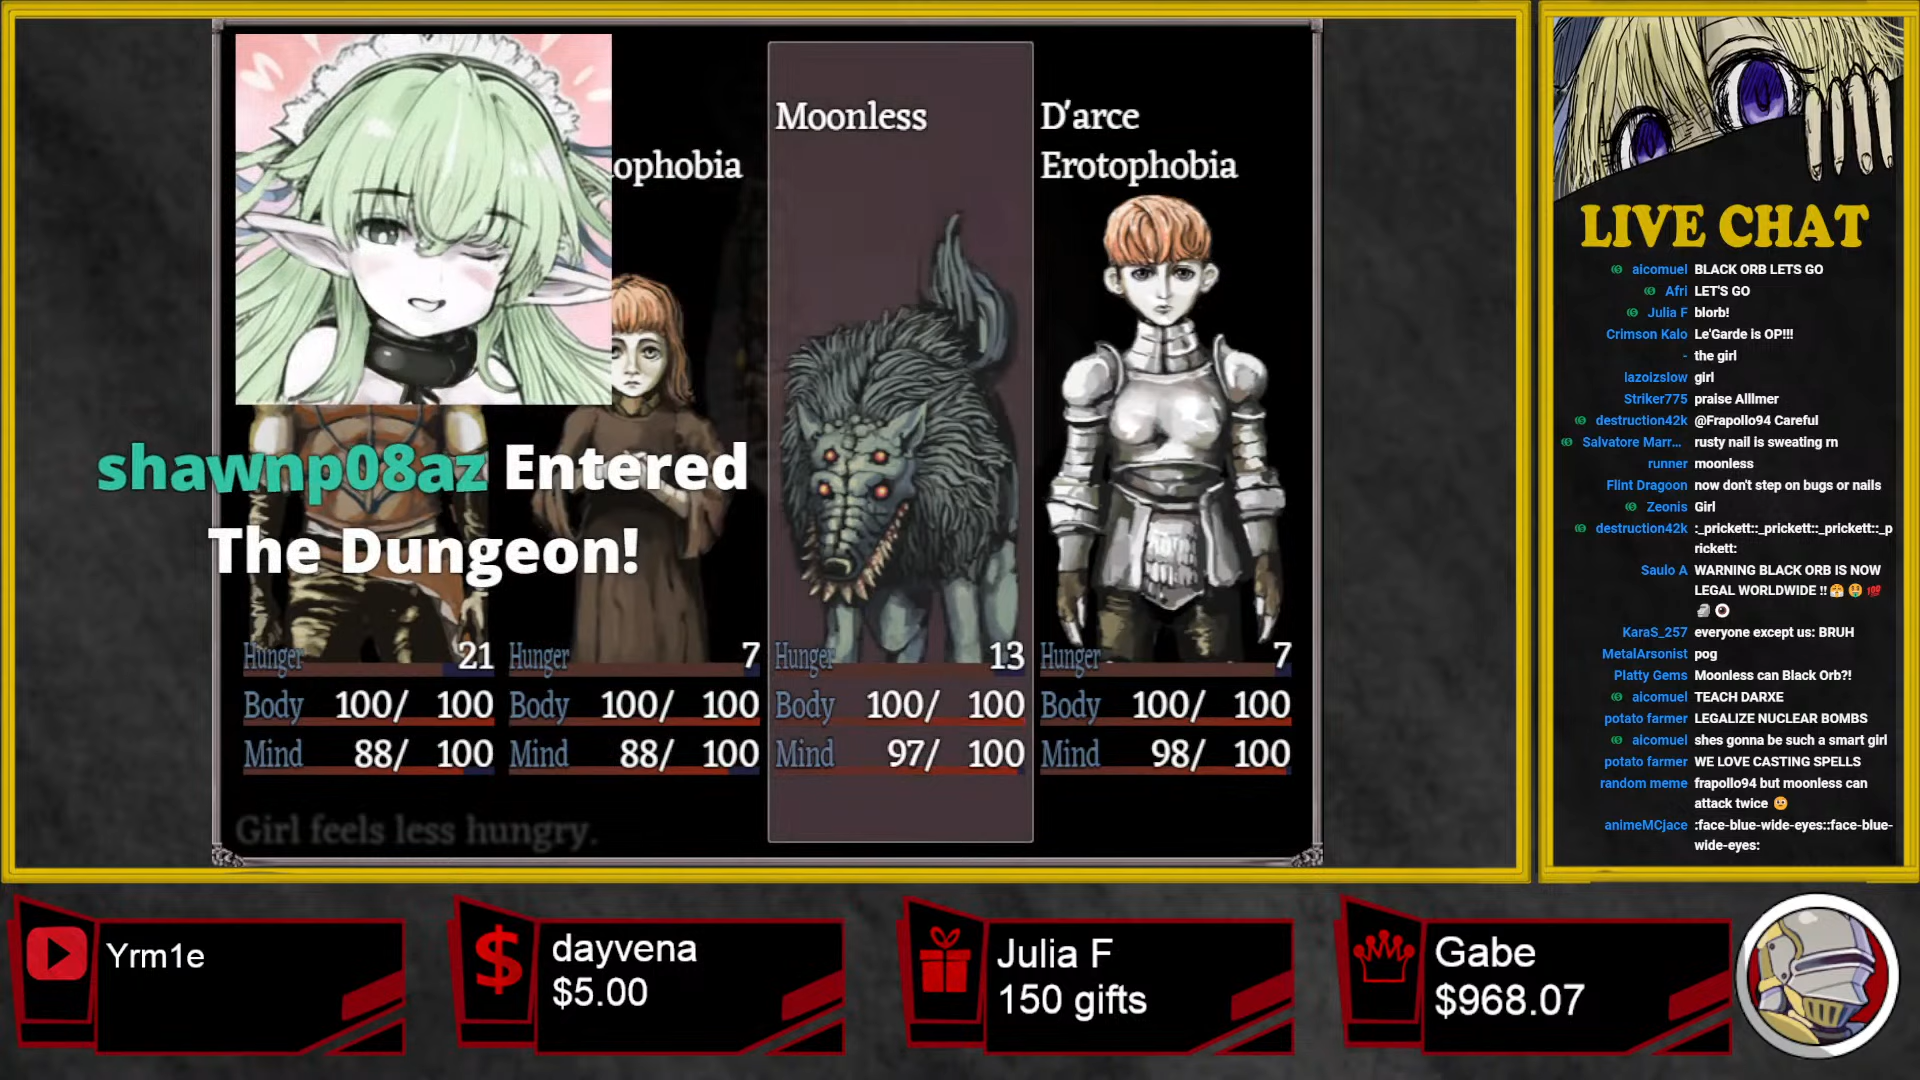 ophobia
Moonless
D'arce
Erotophobia
shawnp08az Entered
The Dungeon!
Hunger 21
Body 100/ 100
Mind 88/ 100
Hunger 7
Body 100/ 100
Mind 88/ 100
Hunger 13
Body 100/ 100
Mind 97/ 100
Hunger 7
Body 100/ 100
Mind 98/ 100
Girl feels less hungry.
LIVE CHAT
aicomuel BLACK ORB LETS GO
Afri LET'S GO
Julia F blorb!
Crimson Kalo Le'Garde is OP!!!
- the girl
lazoizslow girl
Striker775 praise Alllmer
destruction42k @Frapollo94 Careful
Salvatore Marr... rusty nail is sweating rn
runner moonless
Flint Dragoon now don't step on bugs or nails
Zeonis Girl
destruction42k :_prickett::_prickett::_prickett::_p
rickett:
Saulo A WARNING BLACK ORB IS NOW
LEGAL WORLDWIDE !! 😤 🤑 💯
🗿 👁
KaraS_257 everyone except us: BRUH
MetalArsonist pog
Platty Gems Moonless can Black Orb?!
aicomuel TEACH DARXE
potato farmer LEGALIZE NUCLEAR BOMBS
aicomuel shes gonna be such a smart girl
potato farmer WE LOVE CASTING SPELLS
random meme frapollo94 but moonless can
attack twice 🤨
animeMCjace :face-blue-wide-eyes::face-blue-
wide-eyes:
Yrm1e
dayvena
$5.00
Julia F
150 gifts
Gabe
$968.07